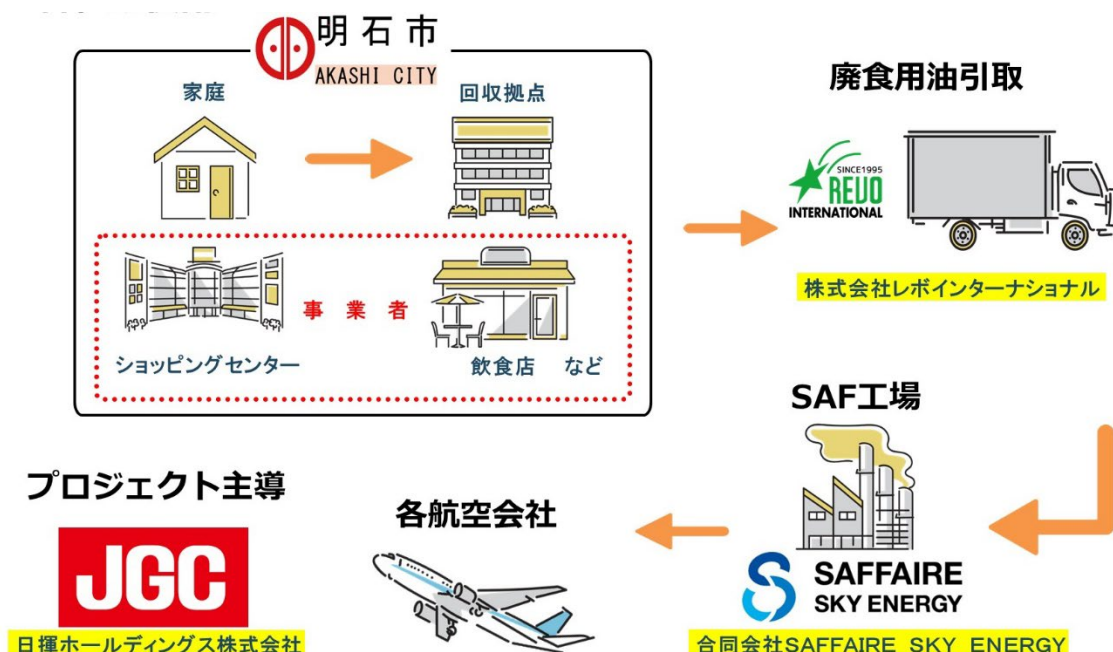 明石市
AKASHI CITY
家庭
回収拠点
事業者
ショッピングセンター
飲食店 など
廃食用油引取
SINCE1995
REVO
INTERNATIONAL
株式会社レボインターナショナル
SAF工場
SAFFAIRE
SKY ENERGY
合同会社SAFFAIRE SKY ENERGY
各航空会社
プロジェクト主導
JGC
日揮ホールディングス株式会社